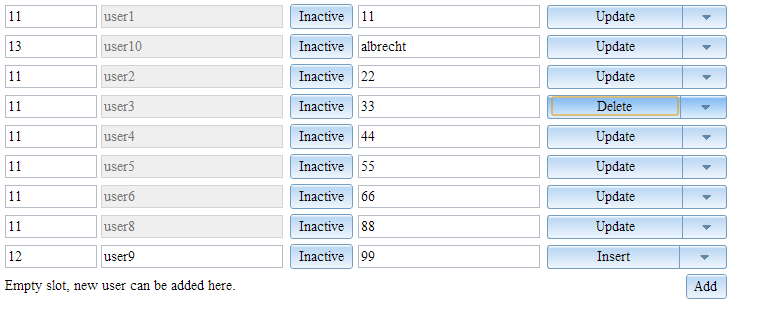 11 user1 Inactive 11 Update
13 user10 Inactive albrecht Update
11 user2 Inactive 22 Update
11 user3 Inactive 33 Delete
11 user4 Inactive 44 Update
11 user5 Inactive 55 Update
11 user6 Inactive 66 Update
11 user8 Inactive 88 Update
12 user9 Inactive 99 Insert
Empty slot, new user can be added here. Add